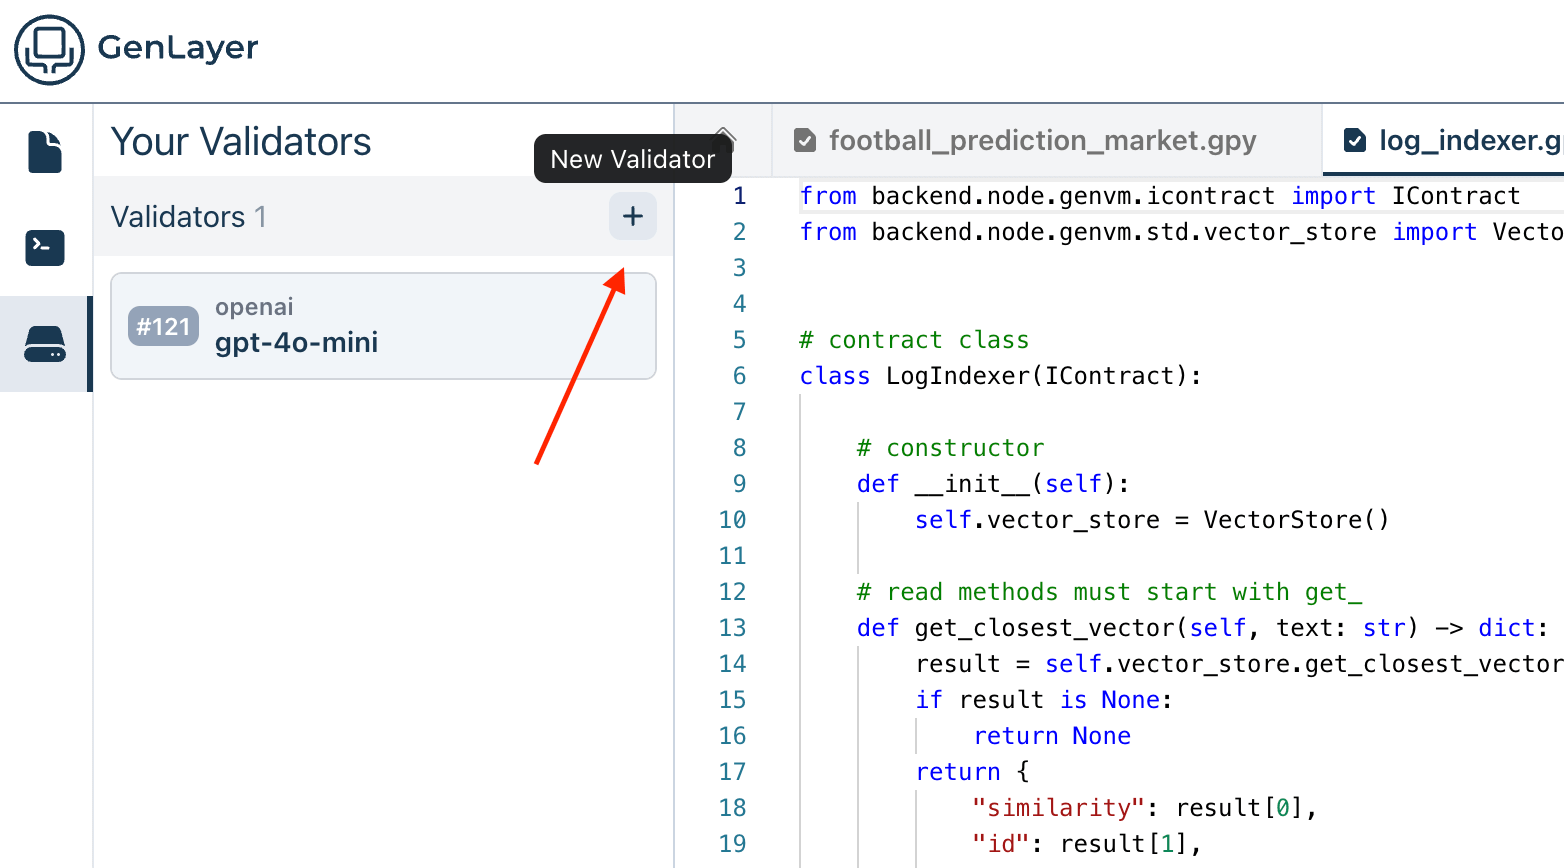 GenLayer
Your Validators
New Validator
Validators 1
+
#121
openai
gpt-4o-mini
football_prediction_market.gpy
log_indexer.g
1 from backend.node.genvm.icontract import IContract
2 from backend.node.genvm.std.vector_store import Vecto
3
4
5 # contract class
6 class LogIndexer(IContract):
7
8 # constructor
9 def __init__(self):
10 self.vector_store = VectorStore()
11
12 # read methods must start with get_
13 def get_closest_vector(self, text: str) -> dict:
14 result = self.vector_store.get_closest_vector
15 if result is None:
16 return None
17 return {
18 "similarity": result[0],
19 "id": result[1],